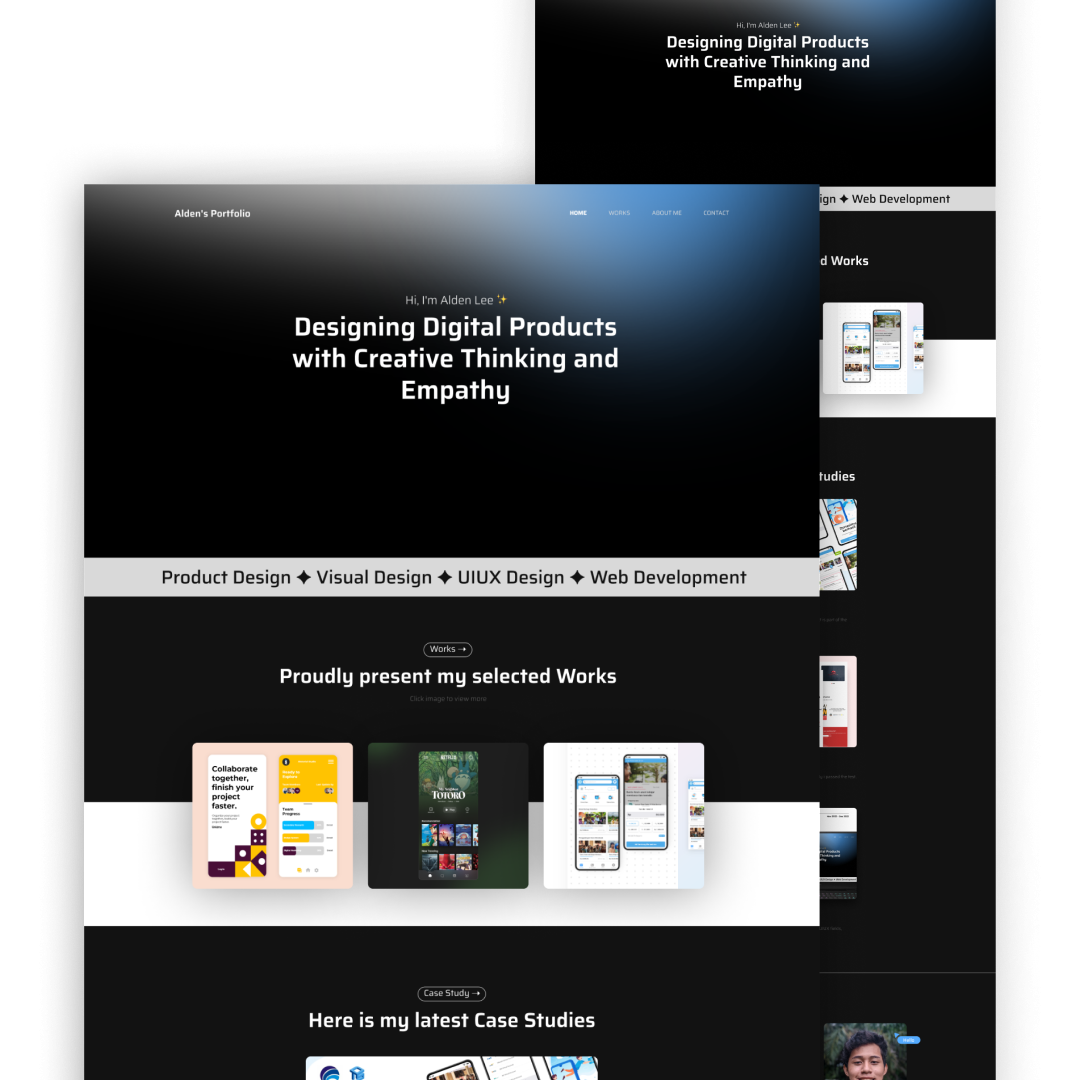 Hi, I'm Alden Lee ✨
Designing Digital Products
with Creative Thinking and
Empathy
ign ✦ Web Development
d Works
tudies
Alden's Portfolio
HOME WORKS ABOUT ME CONTACT
Hi, I'm Alden Lee ✨
Designing Digital Products
with Creative Thinking and
Empathy
Product Design ✦ Visual Design ✦ UIUX Design ✦ Web Development
Works ➝
Proudly present my selected Works
Click image to view more
Collaborate
together,
finish your
project
faster.
Team
Progress
NETFLIX
TOTORO
Case Study ➝
Here is my latest Case Studies